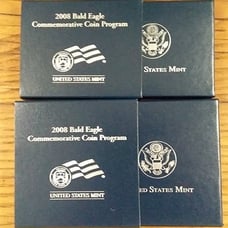 2008 Bald Eagle
Commemorative Coin Program
UNITED STATES MINT
STATES MINT
2008 Bald Eagle
Commemorative Coin Program
UNITED STATES MINT
STATES MINT